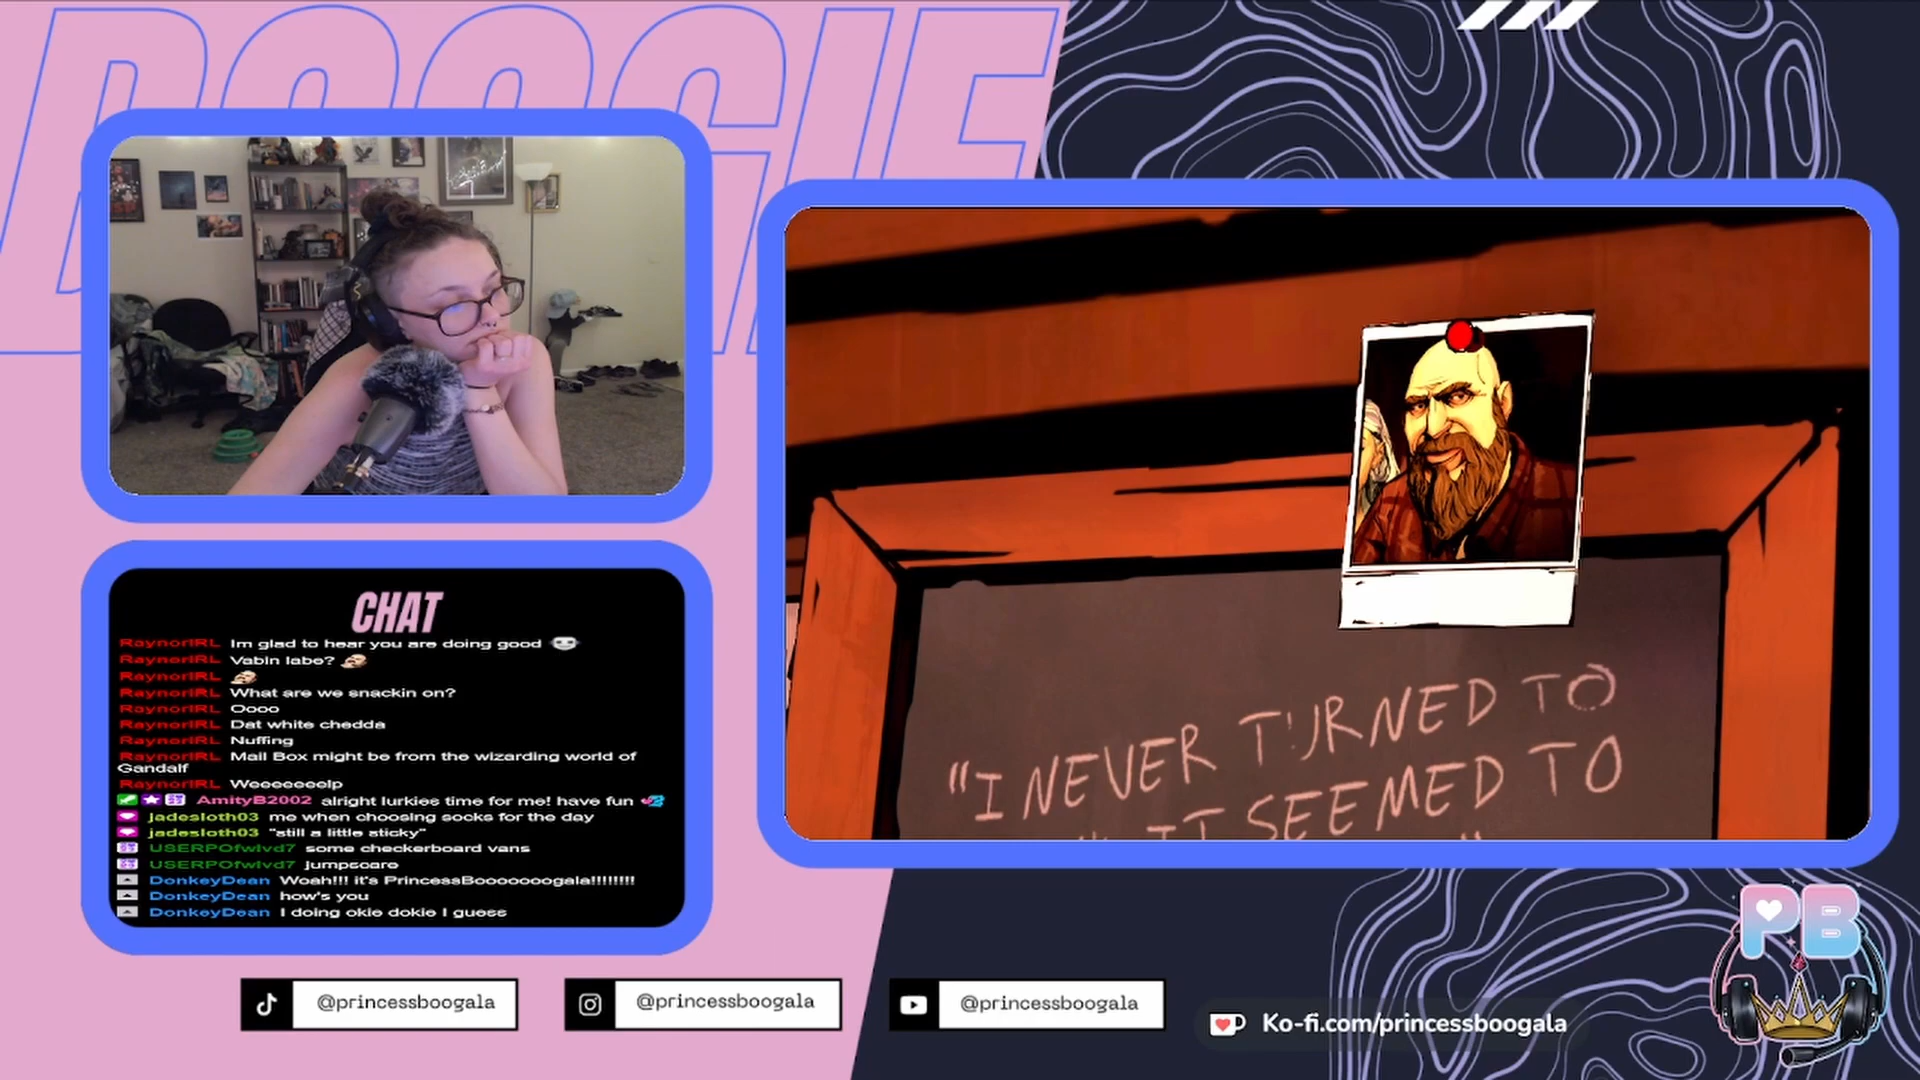 BOOGIE
CHAT
RaynorIRL Im glad to hear you are doing good
RaynorIRL Vabin labe?
RaynorIRL
RaynorIRL What are we snackin on?
RaynorIRL Oooo
RaynorIRL Dat white chedda
RaynorIRL Nuffing
RaynorIRL Mail Box might be from the wizarding world of
Gandalf
RaynorIRL Weeeeeeelp
AmityB2002 alright lurkies time for me! have fun
jadesloth03 me when choosing socks for the day
jadesloth03 "still a little sticky"
USERPOfwlvd7 some checkerboard vans
USERPOfwlvd7 jumpscare
DonkeyDean Woah!!! it's PrincessBooooooogala!!!!!!!!
DonkeyDean how's you
DonkeyDean I doing okie dokie I guess
"I NEVER TURNED TO
IT SEEMED TO
@princessboogala
@princessboogala
@princessboogala
Ko-fi.com/princessboogala
PB